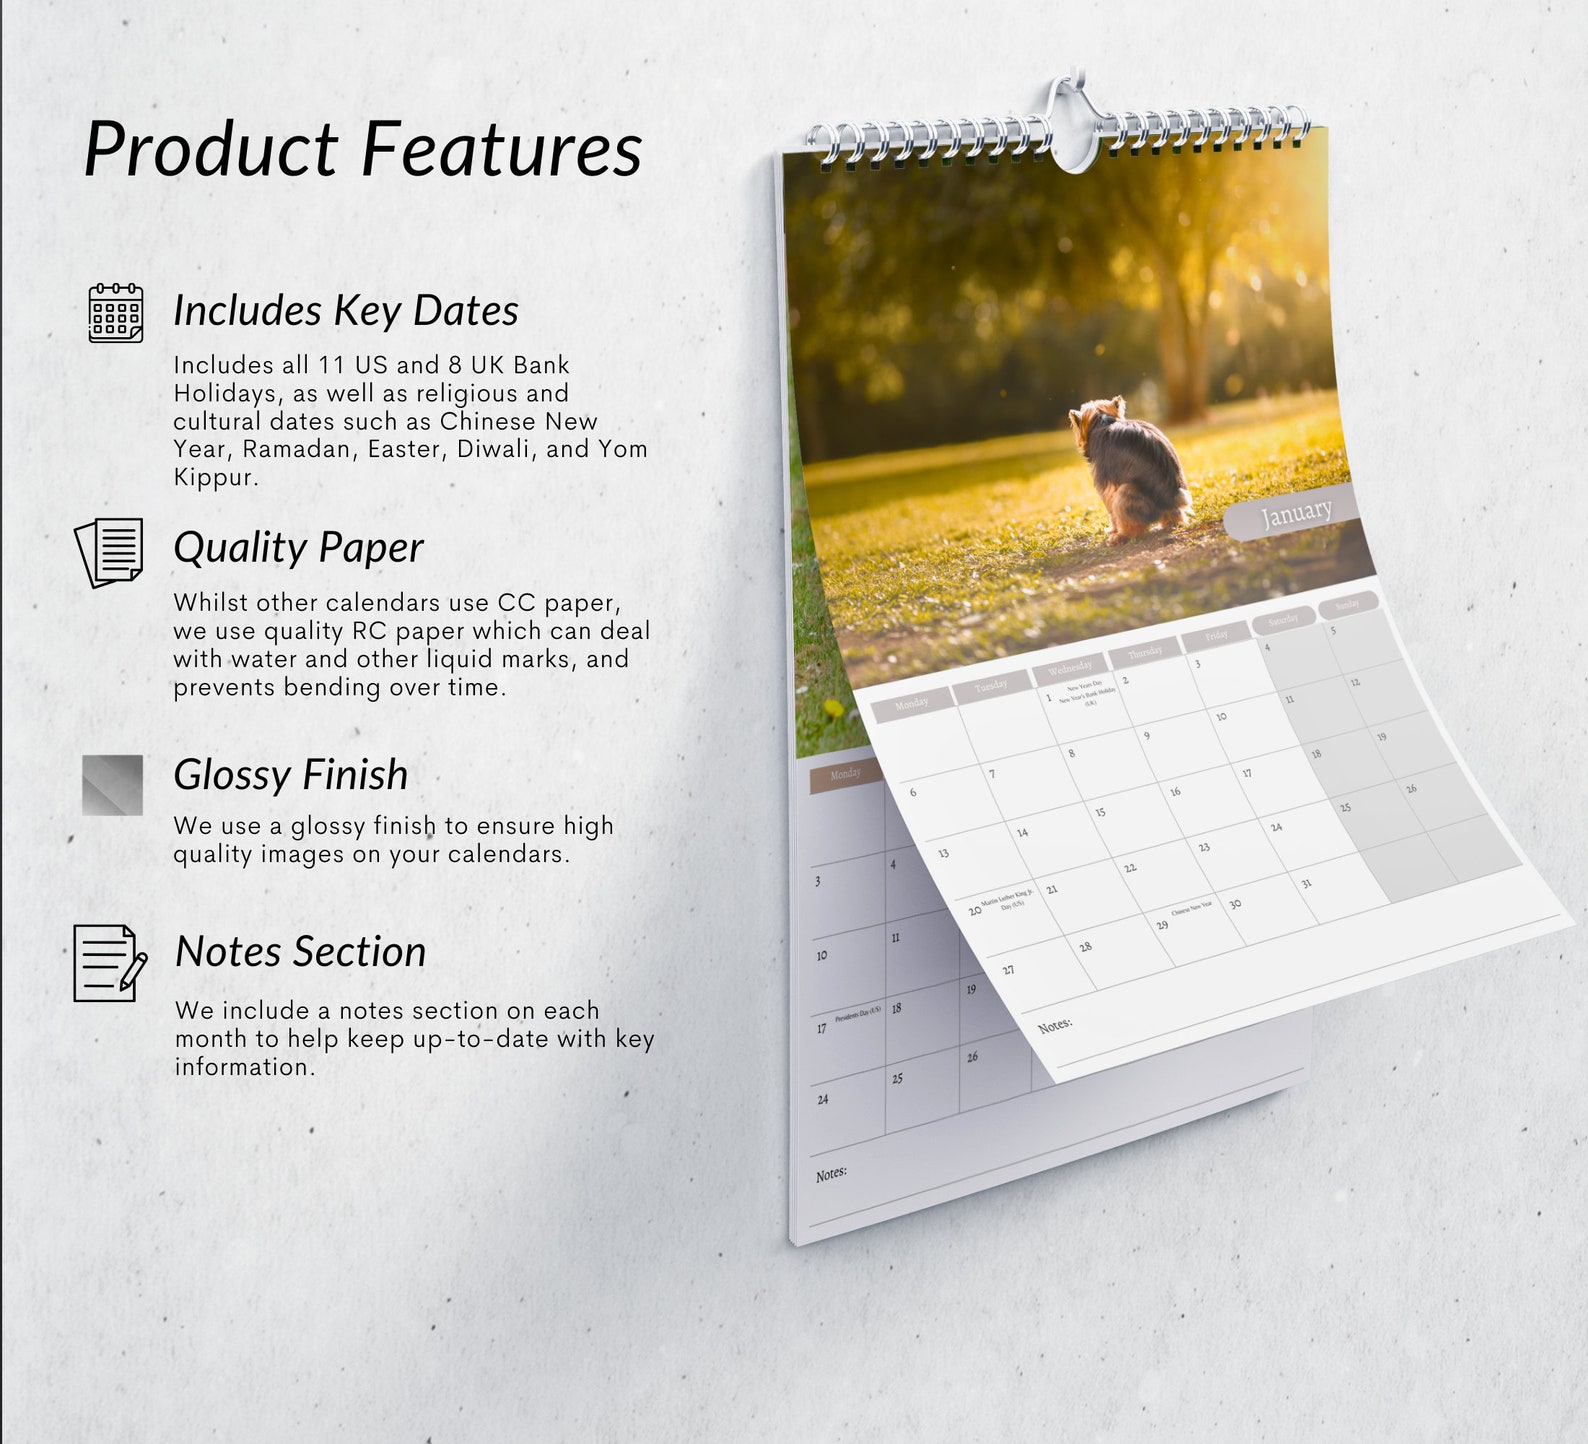 Product Features
Includes Key Dates
Includes all 11 US and 8 UK Bank
Holidays, as well as religious and
cultural dates such as Chinese New
Year, Ramadan, Easter, Diwali, and Yom
Kippur.
Quality Paper
Whilst other calendars use CC paper,
we use quality RC paper which can deal
with water and other liquid marks, and
prevents bending over time.
Glossy Finish
We use a glossy finish to ensure high
quality images on your calendars.
Notes Section
We include a notes section on each
month to help keep up-to-date with key
information.
January
Monday Tuesday Wednesday Thursday Friday Saturday Sunday
1 New Years Day
New Year's Bank Holiday
(UK)
2 3 4 5
6 7 8 9 10 11 12
13 14 15 16 17 18 19
20 Martin Luther King Jr.
Day (US)
21 22 23 24 25 26
27 28 29 Chinese New Year 30 31
Notes:
Monday
3 4
10 11
17 Presidents Day (US) 18 19
24 25 26
Notes: